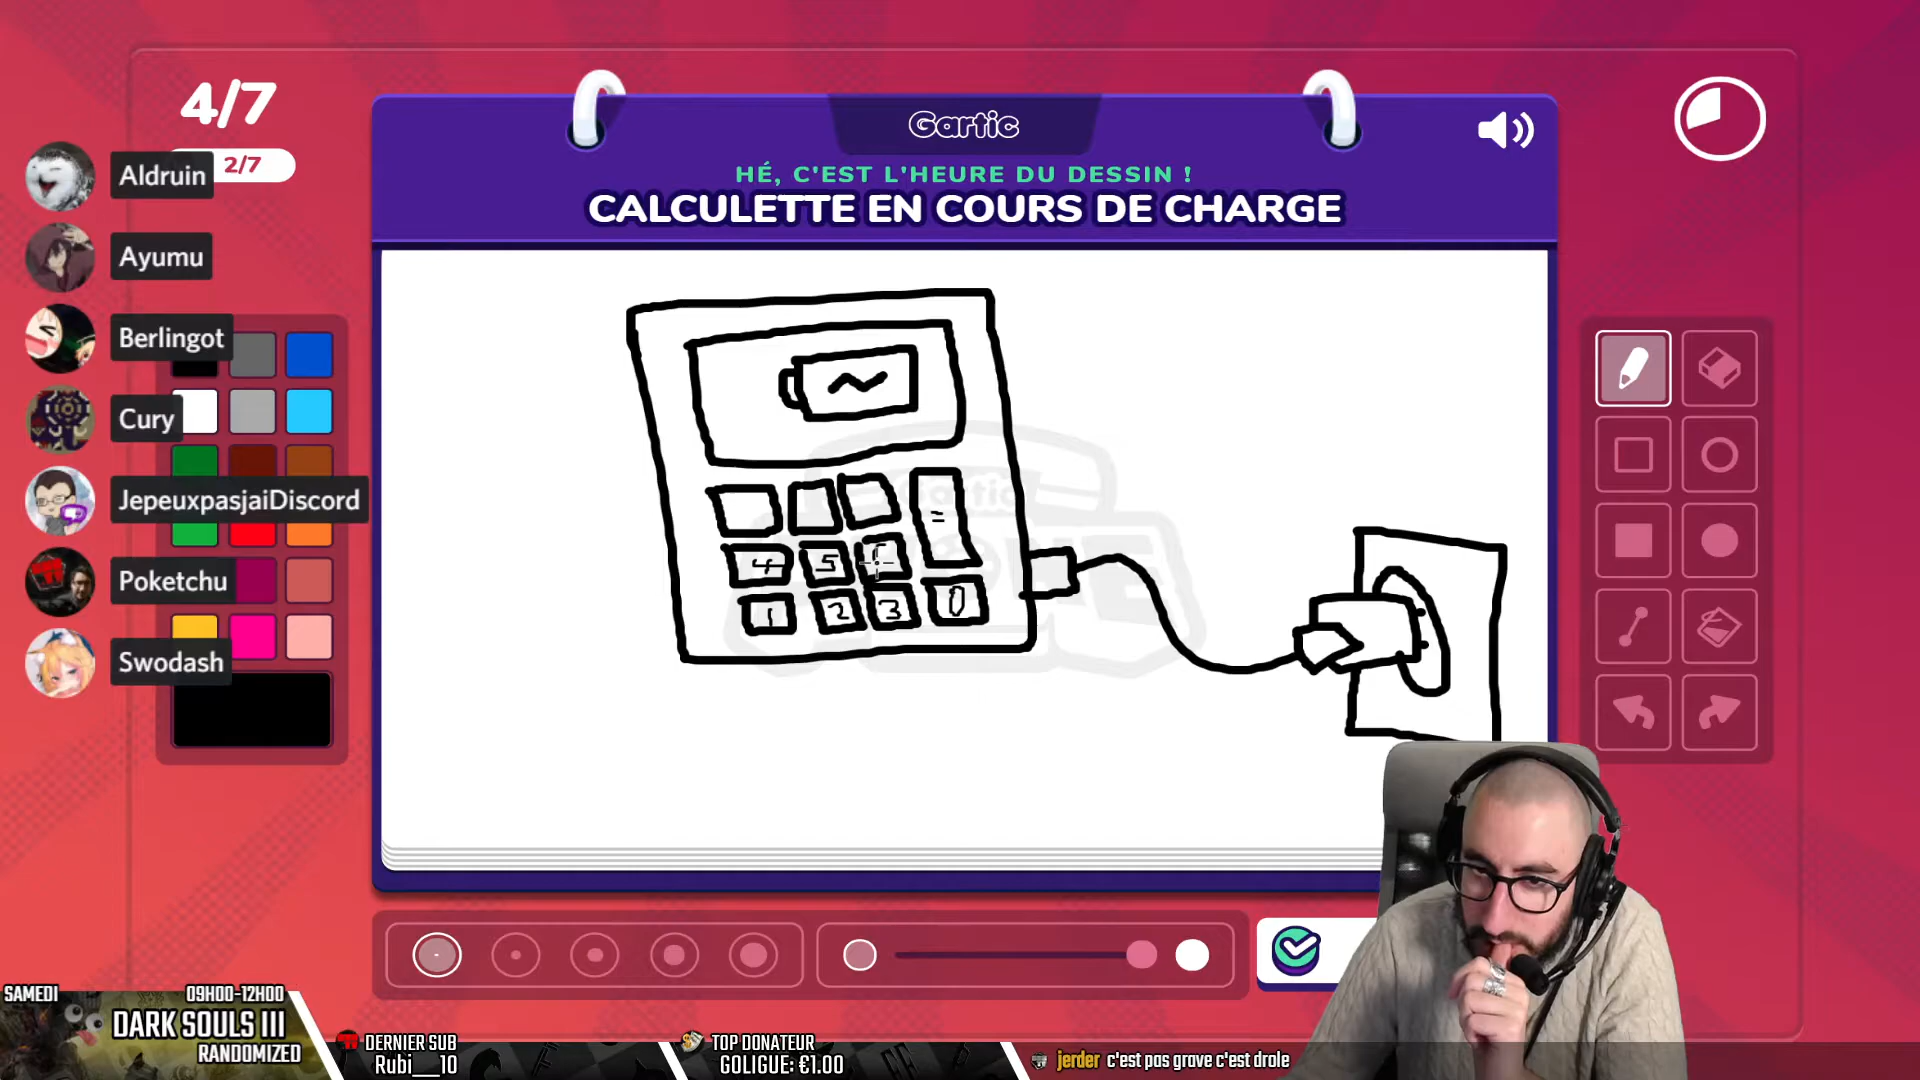 4/7
2/7
Gartic
HÉ, C'EST L'HEURE DU DESSIN !
CALCULETTE EN COURS DE CHARGE
Aldruin
Ayumu
Berlingot
Cury
JepeuxpasjaiDiscord
Poketchu
Swodash
=
4 5
1 2 3 0
SAMEDI 09H00-12H00
DARK SOULS III
RANDOMIZED
DERNIER SUB
Rubi__10
TOP DONATEUR
GOLIGUE: €1.00
jerder c'est pas grave c'est drole